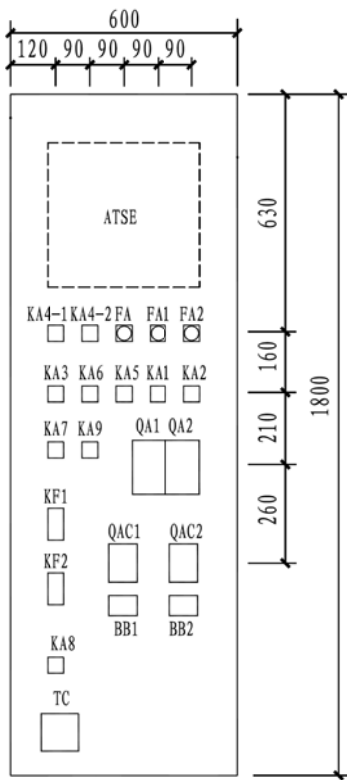 600
120 90 90 90 90
ATSE
630
KA4-1 KA4-2 FA FA1 FA2
160
KA3 KA6 KA5 KA1 KA2
1800
210
KA7 KA9 QA1 QA2
260
KF1
QAC1 QAC2
KF2
BB1 BB2
KA8
TC